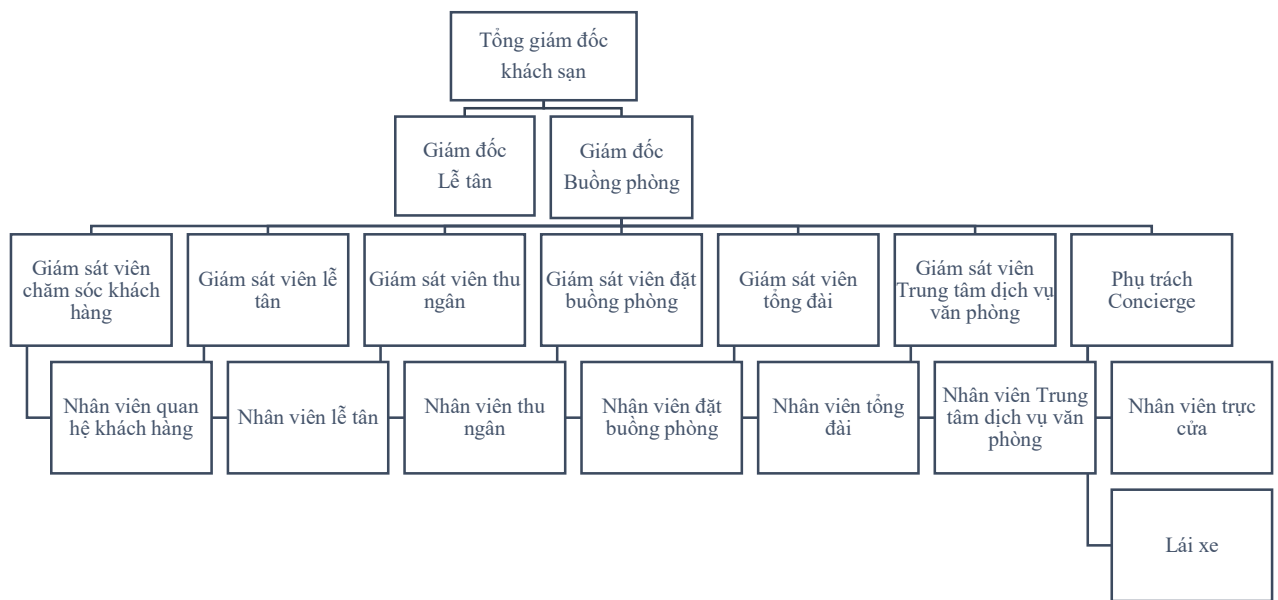 Tổng giám đốc
khách sạn
Giám đốc
Lễ tân
Giám đốc
Buồng phòng
Giám sát viên
chăm sóc khách
hàng
Giám sát viên lễ
tân
Giám sát viên thu
ngân
Giám sát viên đặt
buồng phòng
Giám sát viên
tổng đài
Giám sát viên
Trung tâm dịch vụ
văn phòng
Phụ trách
Concierge
Nhân viên quan
hệ khách hàng
Nhân viên lễ tân
Nhân viên thu
ngân
Nhân viên đặt
buồng phòng
Nhân viên tổng
đài
Nhân viên Trung
tâm dịch vụ văn
phòng
Nhân viên trực
cửa
Lái xe